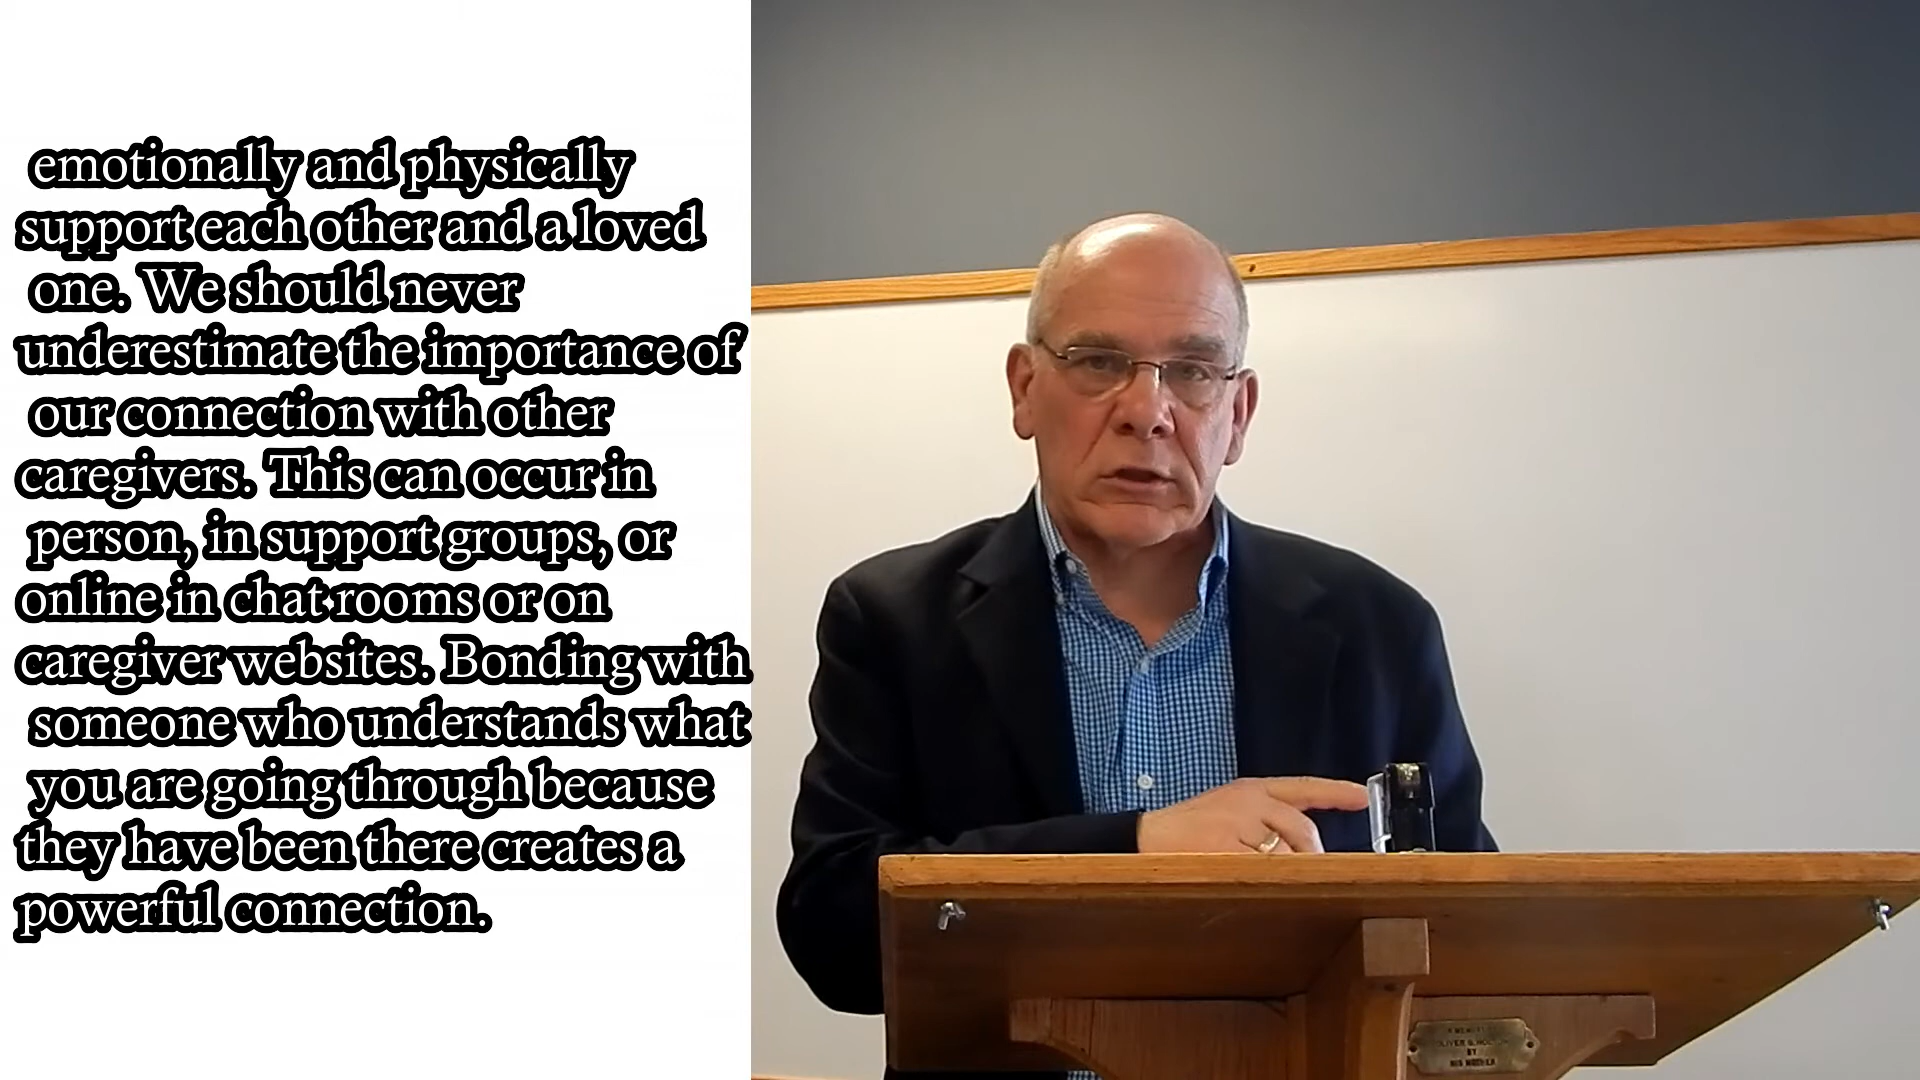 emotionally and physically
support each other and a loved
one. We should never
underestimate the importance of
our connection with other
caregivers. This can occur in
person, in support groups, or
online in chat rooms or on
caregiver websites. Bonding with
someone who understands what
you are going through because
they have been there creates a
powerful connection.
BY